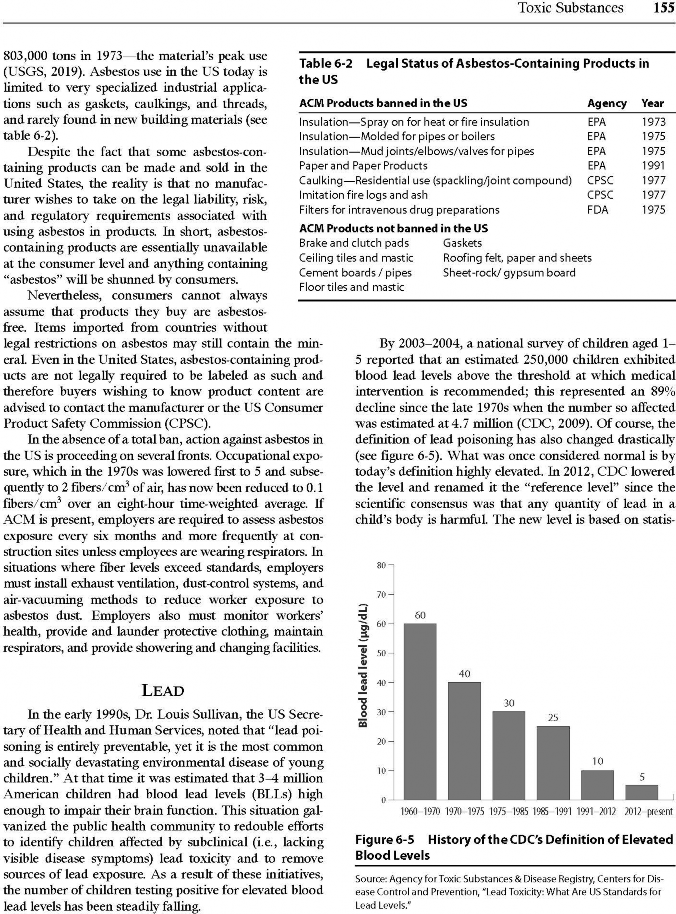 Toxic Substances 155
803,000 tons in 1973—the material's peak use
(USGS, 2019). Asbestos use in the US today is
limited to very specialized industrial applica-
tions such as gaskets, caulkings, and threads,
and rarely found in new building materials (see
table 6-2).
Despite the fact that some asbestos-con-
taining products can be made and sold in the
United States, the reality is that no manufac-
turer wishes to take on the legal liability, risk,
and regulatory requirements associated with
using asbestos in products. In short, asbestos-
containing products are essentially unavailable
at the consumer level and anything containing
"asbestos" will be shunned by consumers.
Nevertheless, consumers cannot always
assume that products they buy are asbestos-
free. Items imported from countries without
legal restrictions on asbestos may still contain the min-
eral. Even in the United States, asbestos-containing prod-
ucts are not legally required to be labeled as such and
therefore buyers wishing to know product content are
advised to contact the manufacturer or the US Consumer
Product Safety Commission (CPSC).
In the absence of a total ban, action against asbestos in
the US is proceeding on several fronts. Occupational expo-
sure, which in the 1970s was lowered first to 5 and subse-
quently to 2 fibers/cm³ of air, has now been reduced to 0.1
fibers/cm³ over an eight-hour time-weighted average. If
ACM is present, employers are required to assess asbestos
exposure every six months and more frequently at con-
struction sites unless employees are wearing respirators. In
situations where fiber levels exceed standards, employers
must install exhaust ventilation, dust-control systems, and
air-vacuuming methods to reduce worker exposure to
asbestos dust. Employers also must monitor workers'
health, provide and launder protective clothing, maintain
respirators, and provide showering and changing facilities.
LEAD
In the early 1990s, Dr. Louis Sullivan, the US Secre-
tary of Health and Human Services, noted that "lead poi-
soning is entirely preventable, yet it is the most common
and socially devastating environmental disease of young
children." At that time it was estimated that 3–4 million
American children had blood lead levels (BLLs) high
enough to impair their brain function. This situation gal-
vanized the public health community to redouble efforts
to identify children affected by subclinical (i.e., lacking
visible disease symptoms) lead toxicity and to remove
sources of lead exposure. As a result of these initiatives,
the number of children testing positive for elevated blood
lead levels has been steadily falling.
Table 6-2 Legal Status of Asbestos-Containing Products in
the US
ACM Products banned in the US Agency Year
Insulation—Spray on for heat or fire insulation EPA 1973
Insulation—Molded for pipes or boilers EPA 1975
Insulation—Mud joints/elbows/valves for pipes EPA 1975
Paper and Paper Products EPA 1991
Caulking—Residential use (spackling/joint compound) CPSC 1977
Imitation fire logs and ash CPSC 1977
Filters for intravenous drug preparations FDA 1975
ACM Products not banned in the US
Brake and clutch pads Gaskets
Ceiling tiles and mastic Roofing felt, paper and sheets
Cement boards / pipes Sheet-rock/ gypsum board
Floor tiles and mastic
By 2003–2004, a national survey of children aged 1–
5 reported that an estimated 250,000 children exhibited
blood lead levels above the threshold at which medical
intervention is recommended; this represented an 89%
decline since the late 1970s when the number so affected
was estimated at 4.7 million (CDC, 2009). Of course, the
definition of lead poisoning has also changed drastically
(see figure 6-5). What was once considered normal is by
today's definition highly elevated. In 2012, CDC lowered
the level and renamed it the "reference level" since the
scientific consensus was that any quantity of lead in a
child's body is harmful. The new level is based on statis-
Blood lead level (µg/dL)
80
70
60
50
40
30
20
10
0
60
40
30
25
10
5
1960–1970 1970–1975 1975–1985 1985–1991 1991–2012 2012–present
Figure 6-5 History of the CDC's Definition of Elevated
Blood Levels
Source: Agency for Toxic Substances & Disease Registry, Centers for Dis-
ease Control and Prevention, "Lead Toxicity: What Are US Standards for
Lead Levels."